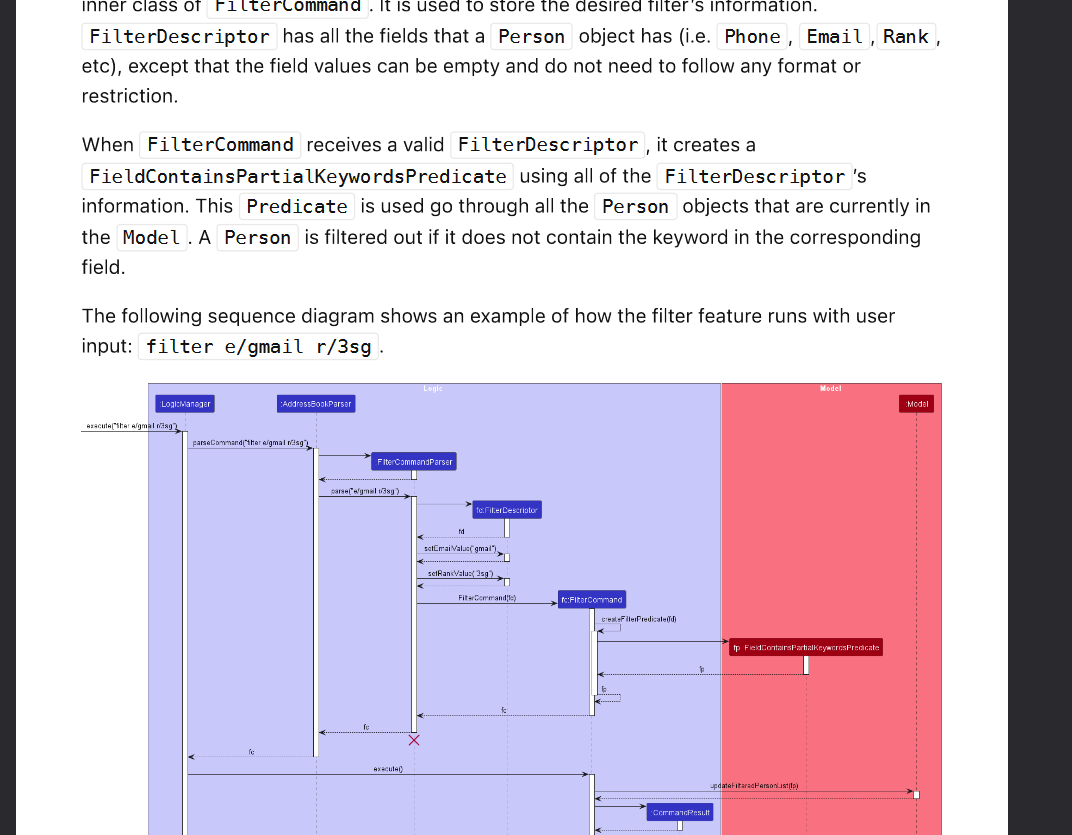 inner class of FilterCommand . It is used to store the desired filter's information.
FilterDescriptor has all the fields that a Person object has (i.e. Phone , Email , Rank ,
etc), except that the field values can be empty and do not need to follow any format or
restriction.
When FilterCommand receives a valid FilterDescriptor , it creates a
FieldContainsPartialKeywordsPredicate using all of the FilterDescriptor 's
information. This Predicate is used go through all the Person objects that are currently in
the Model . A Person is filtered out if it does not contain the keyword in the corresponding
field.
The following sequence diagram shows an example of how the filter feature runs with user
input: filter e/gmail r/3sg .
Logic
Model
:LogicManager
:AddressBookParser
:Model
execute("filter e/gmail r/3sg")
parseCommand("filter e/gmail r/3sg")
:FilterCommandParser
parse("e/gmail r/3sg")
fd:FilterDescriptor
fd
setEmailValue("gmail")
setRankValue("3sg")
FilterCommand(fd)
fc:FilterCommand
createFilterPredicate(fd)
fp:FieldContainsPartialKeywordsPredicate
fp
fp
fc
fc
fc
execute()
updateFilteredPersonList(fp)
:CommandResult